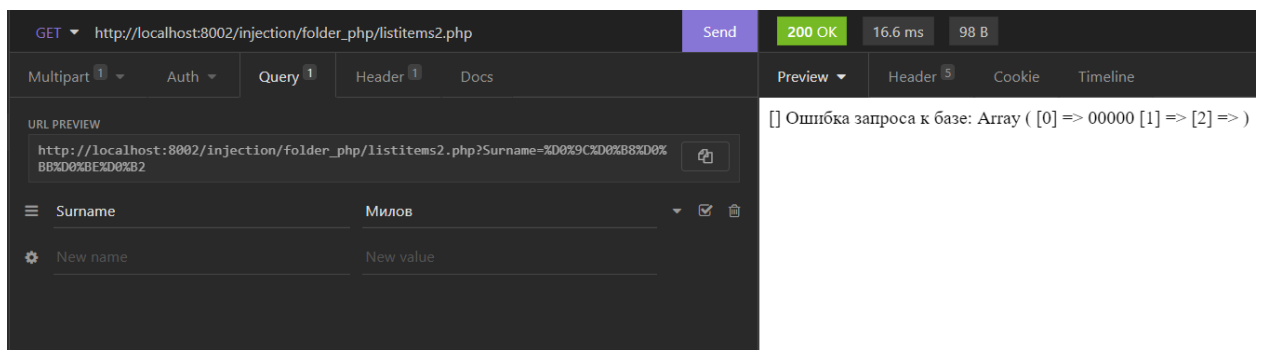 GET http://localhost:8002/injection/folder_php/listitems2.php Send 200 OK 16.6 ms 98 B
Multipart 1 Auth Query 1 Header 1 Docs Preview Header 5 Cookie Timeline
URL PREVIEW
http://localhost:8002/injection/folder_php/listitems2.php?Surname=%D0%9C%D0%B8%D0%
BB%D0%BE%D0%B2
Surname Милов
New name New value
[] Ошибка запроса к базе: Array ( [0] => 00000 [1] => [2] => )